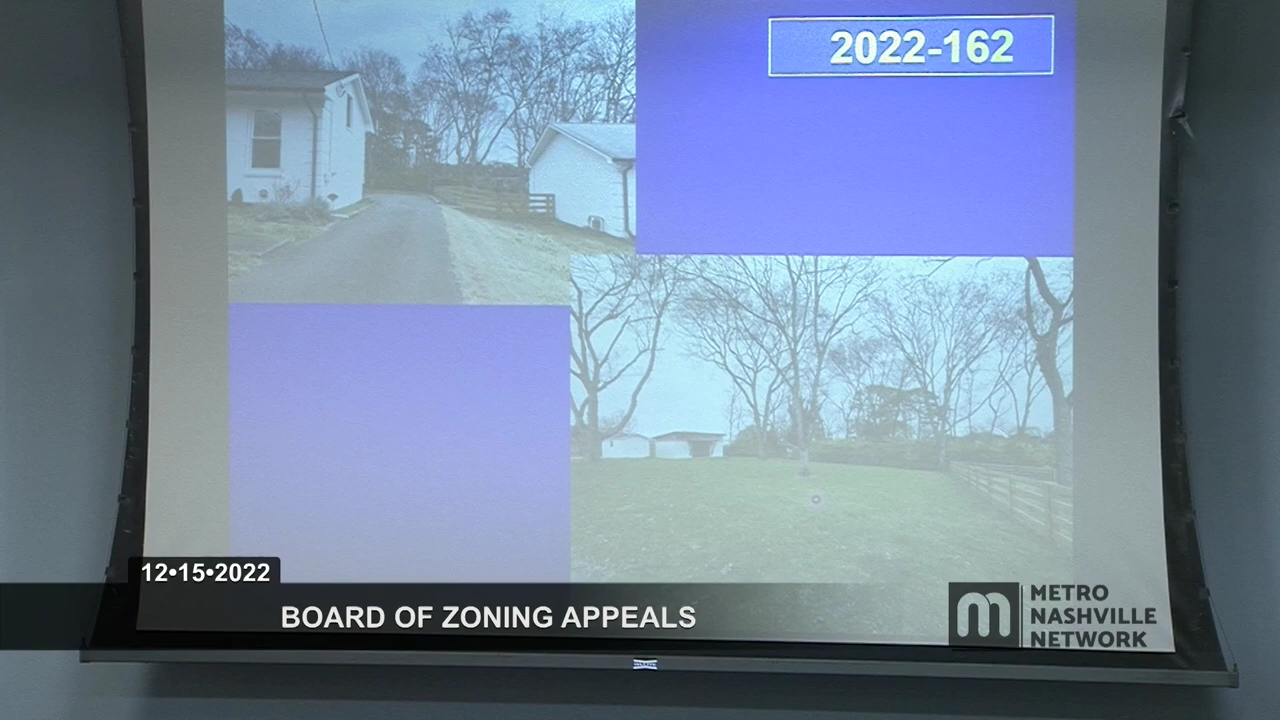 2022-162
12•15•2022
BOARD OF ZONING APPEALS
METRO
NASHVILLE
NETWORK